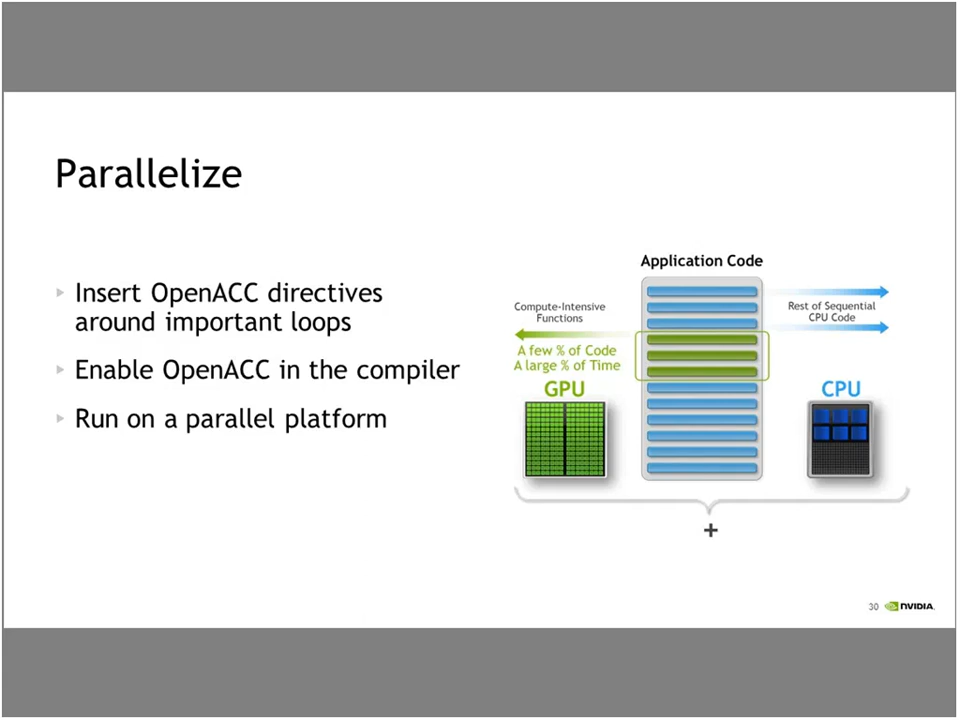 Parallelize
Insert OpenACC directives
around important loops
Enable OpenACC in the compiler
Run on a parallel platform
Application Code
Compute-Intensive
Functions
A few % of Code
A large % of Time
GPU
Rest of Sequential
CPU Code
CPU
+
30 NVIDIA.